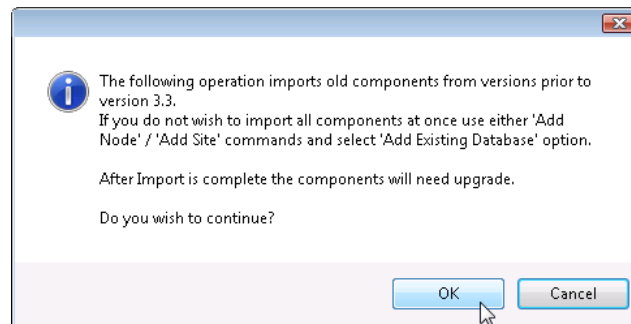 The following operation imports old components from versions prior to
version 3.3.
If you do not wish to import all components at once use either 'Add
Node' / 'Add Site' commands and select 'Add Existing Database' option.
After Import is complete the components will need upgrade.
Do you wish to continue?
OK
Cancel